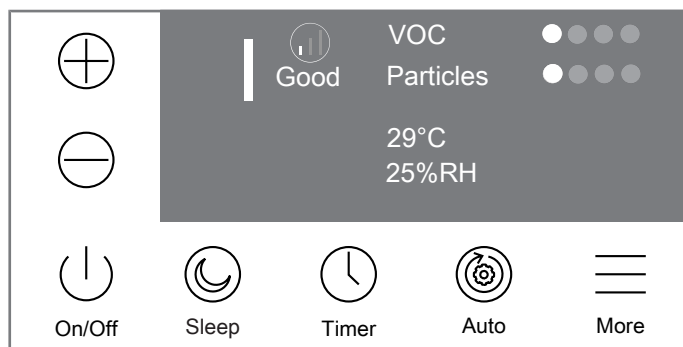 VOC
Good
Particles
29°C
25%RH
On/Off
Sleep
Timer
Auto
More